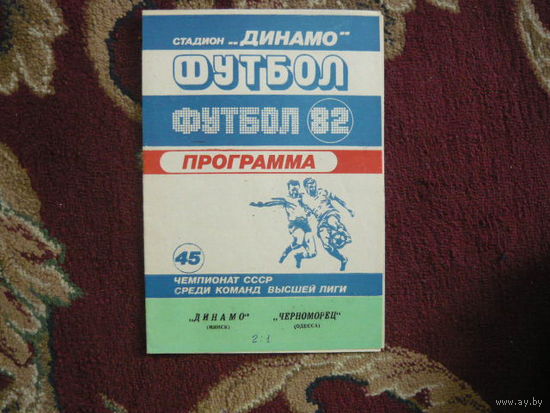 СТАДИОН „ДИНАМО"
ФУТБОЛ
ФУТБОЛ 82
ПРОГРАММА
45
ЧЕМПИОНАТ СССР
СРЕДИ КОМАНД ВЫСШЕЙ ЛИГИ
„ДИНАМО" „ЧЕРНОМОРЕЦ"
(МИНСК) (ОДЕССА)
2:1
www.ay.by